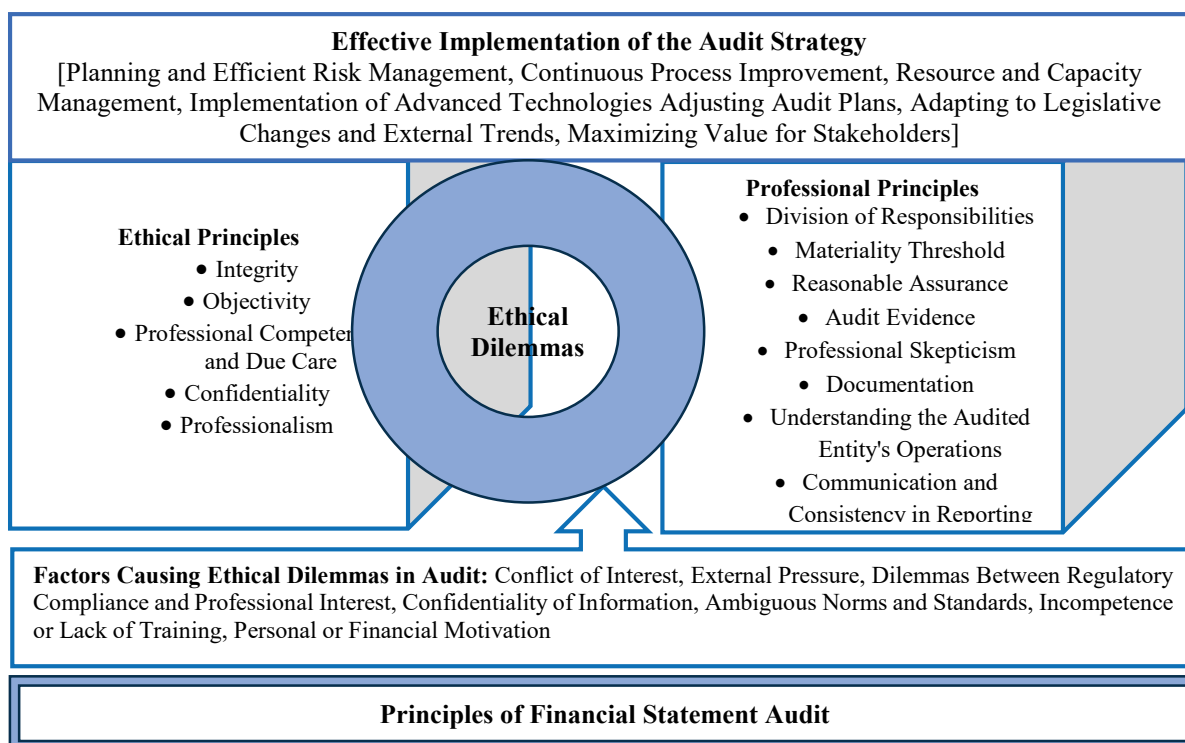 Effective Implementation of the Audit Strategy
[Planning and Efficient Risk Management, Continuous Process Improvement, Resource and Capacity
Management, Implementation of Advanced Technologies Adjusting Audit Plans, Adapting to Legislative
Changes and External Trends, Maximizing Value for Stakeholders]
Ethical Principles
• Integrity
• Objectivity
• Professional Competen
and Due Care
• Confidentiality
• Professionalism
Ethical
Dilemmas
Professional Principles
• Division of Responsibilities
• Materiality Threshold
• Reasonable Assurance
• Audit Evidence
• Professional Skepticism
• Documentation
• Understanding the Audited
Entity's Operations
• Communication and
Consistency in Reporting
Factors Causing Ethical Dilemmas in Audit: Conflict of Interest, External Pressure, Dilemmas Between Regulatory
Compliance and Professional Interest, Confidentiality of Information, Ambiguous Norms and Standards, Incompetence
or Lack of Training, Personal or Financial Motivation
Principles of Financial Statement Audit